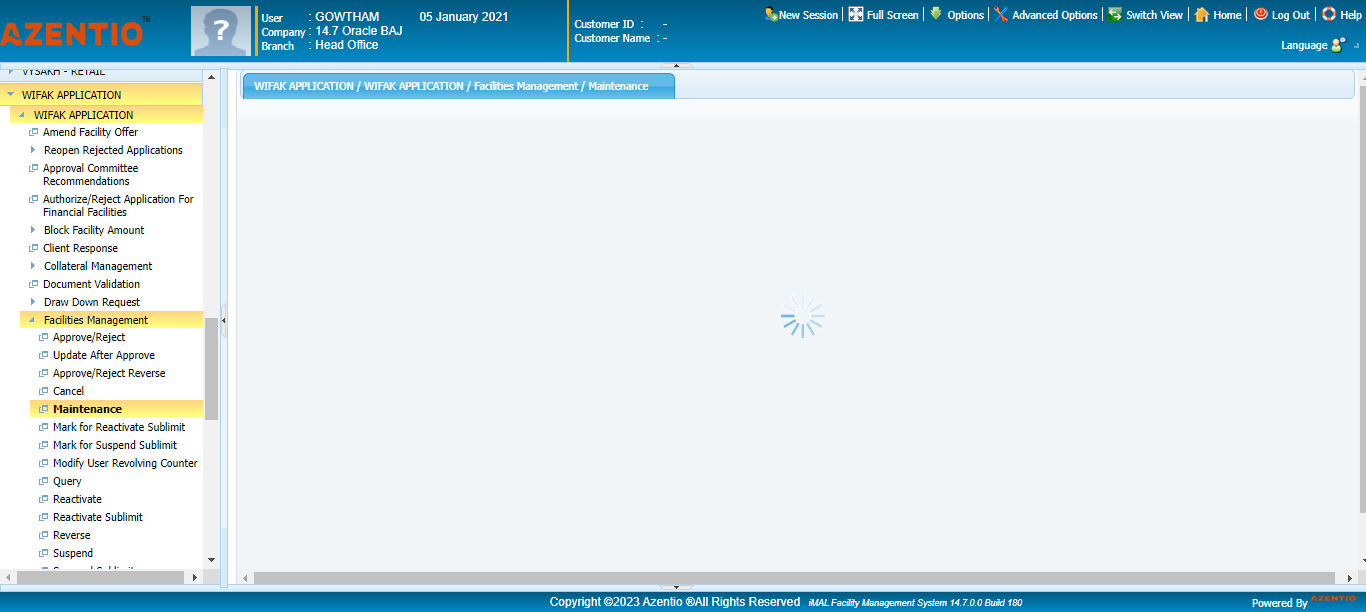 AZENTIO™
?
User : GOWTHAM 05 January 2021
Company : 14.7 Oracle BAJ
Branch : Head Office
Customer ID : -
Customer Name : -
New Session | Full Screen | Options | Advanced Options | Switch View | Home | Log Out | Help
Language
VYSAKH - RETAIL
WIFAK APPLICATION
WIFAK APPLICATION
Amend Facility Offer
Reopen Rejected Applications
Approval Committee
Recommendations
Authorize/Reject Application For
Financial Facilities
Block Facility Amount
Client Response
Collateral Management
Document Validation
Draw Down Request
Facilities Management
Approve/Reject
Update After Approve
Approve/Reject Reverse
Cancel
Maintenance
Mark for Reactivate Sublimit
Mark for Suspend Sublimit
Modify User Revolving Counter
Query
Reactivate
Reactivate Sublimit
Reverse
Suspend
WIFAK APPLICATION / WIFAK APPLICATION / Facilities Management / Maintenance
Copyright ©2023 Azentio ®All Rights Reserved iMAL Facility Management System 14.7.0.0 Build 180
Powered By AZENTIO